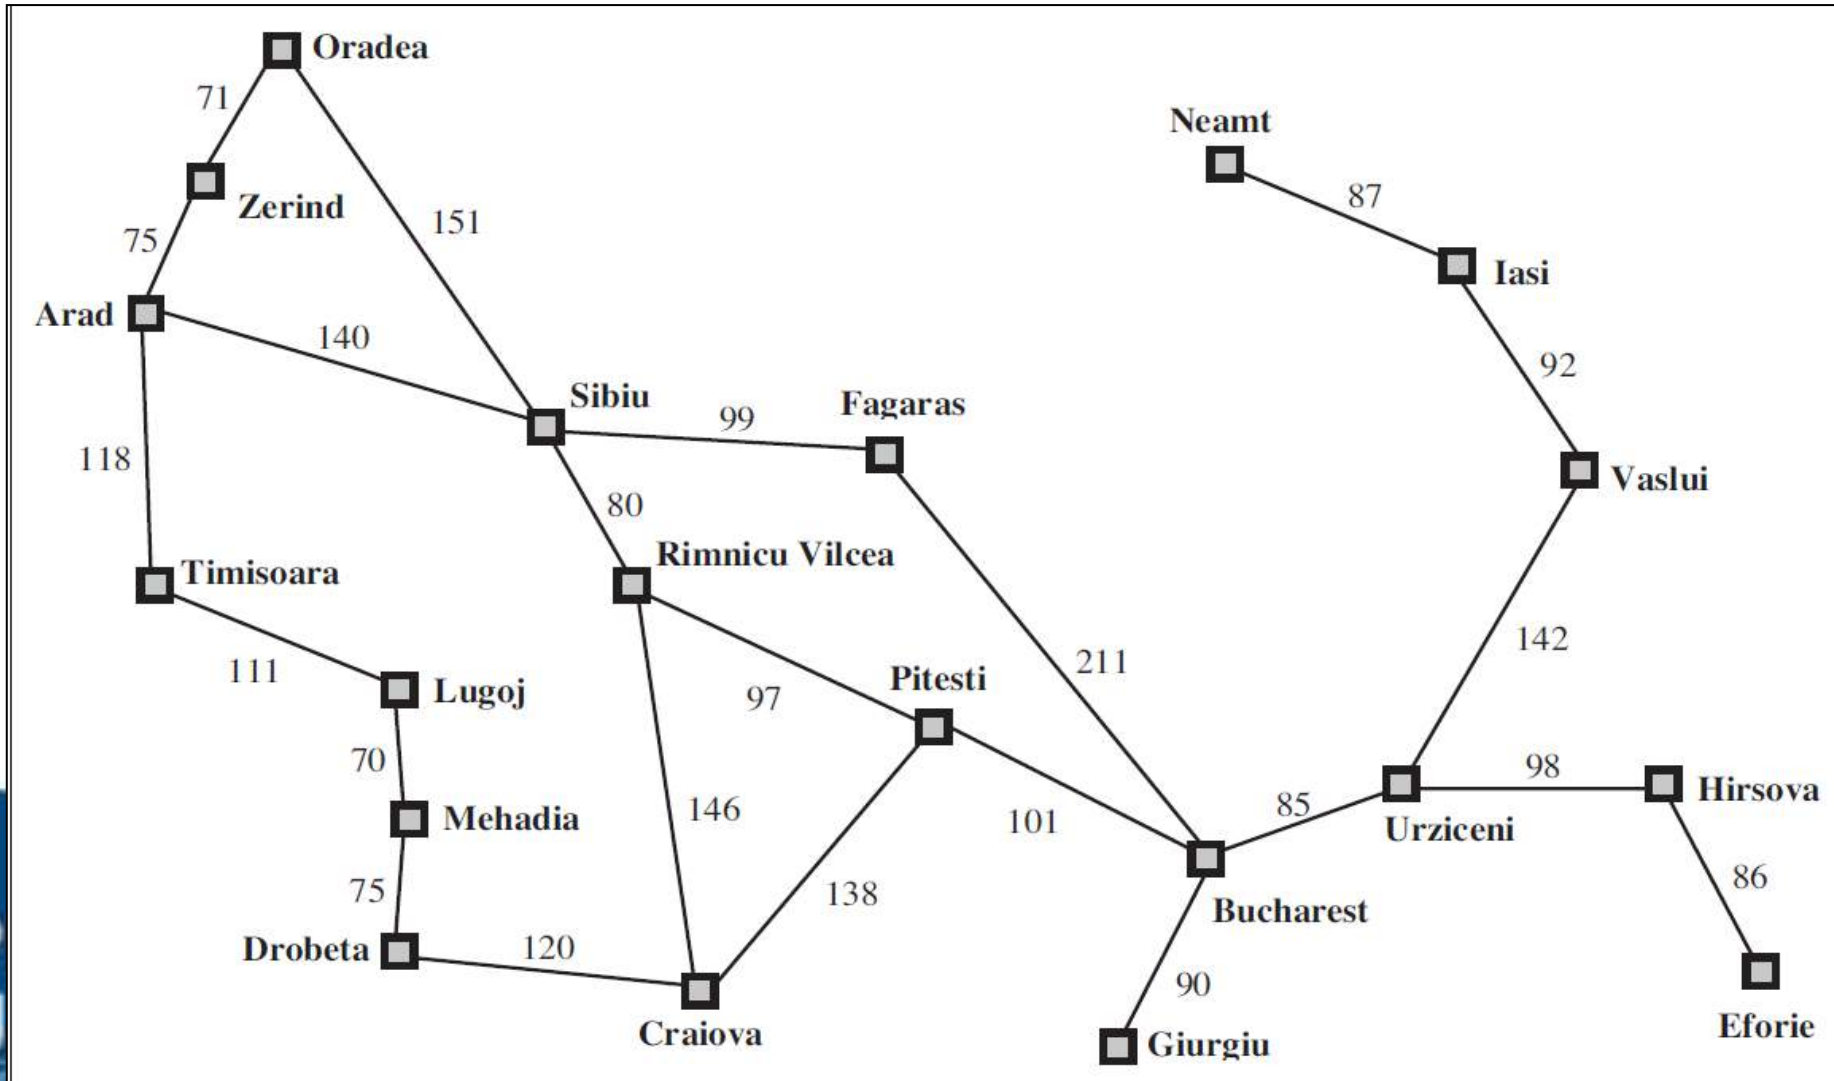 Oradea
71
Neamt
87
Zerind
151
75
Iasi
Arad
140
92
Sibiu
99
Fagaras
118
Vaslui
80
Rimnicu Vilcea
Timisoara
142
211
111
Lugoj
97
Pitesti
70
98
Hirsova
Mehadia
146
101
85
Urziceni
75
138
86
Bucharest
Drobeta
120
90
Craiova
Giurgiu
Eforie